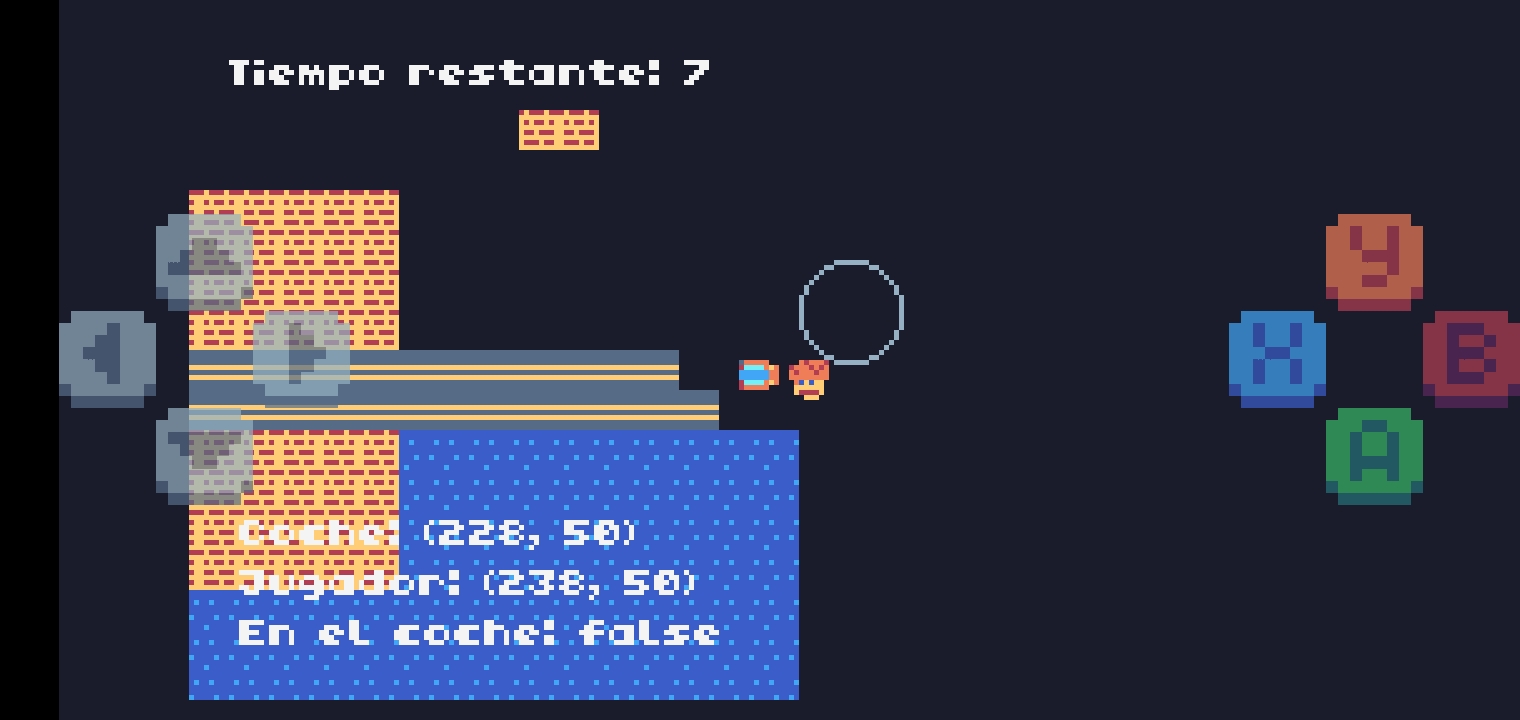 Tiempo restante: 7
Y
X
B
A
Coche: (228, 50)
Jugador: (238, 50)
En el coche: false